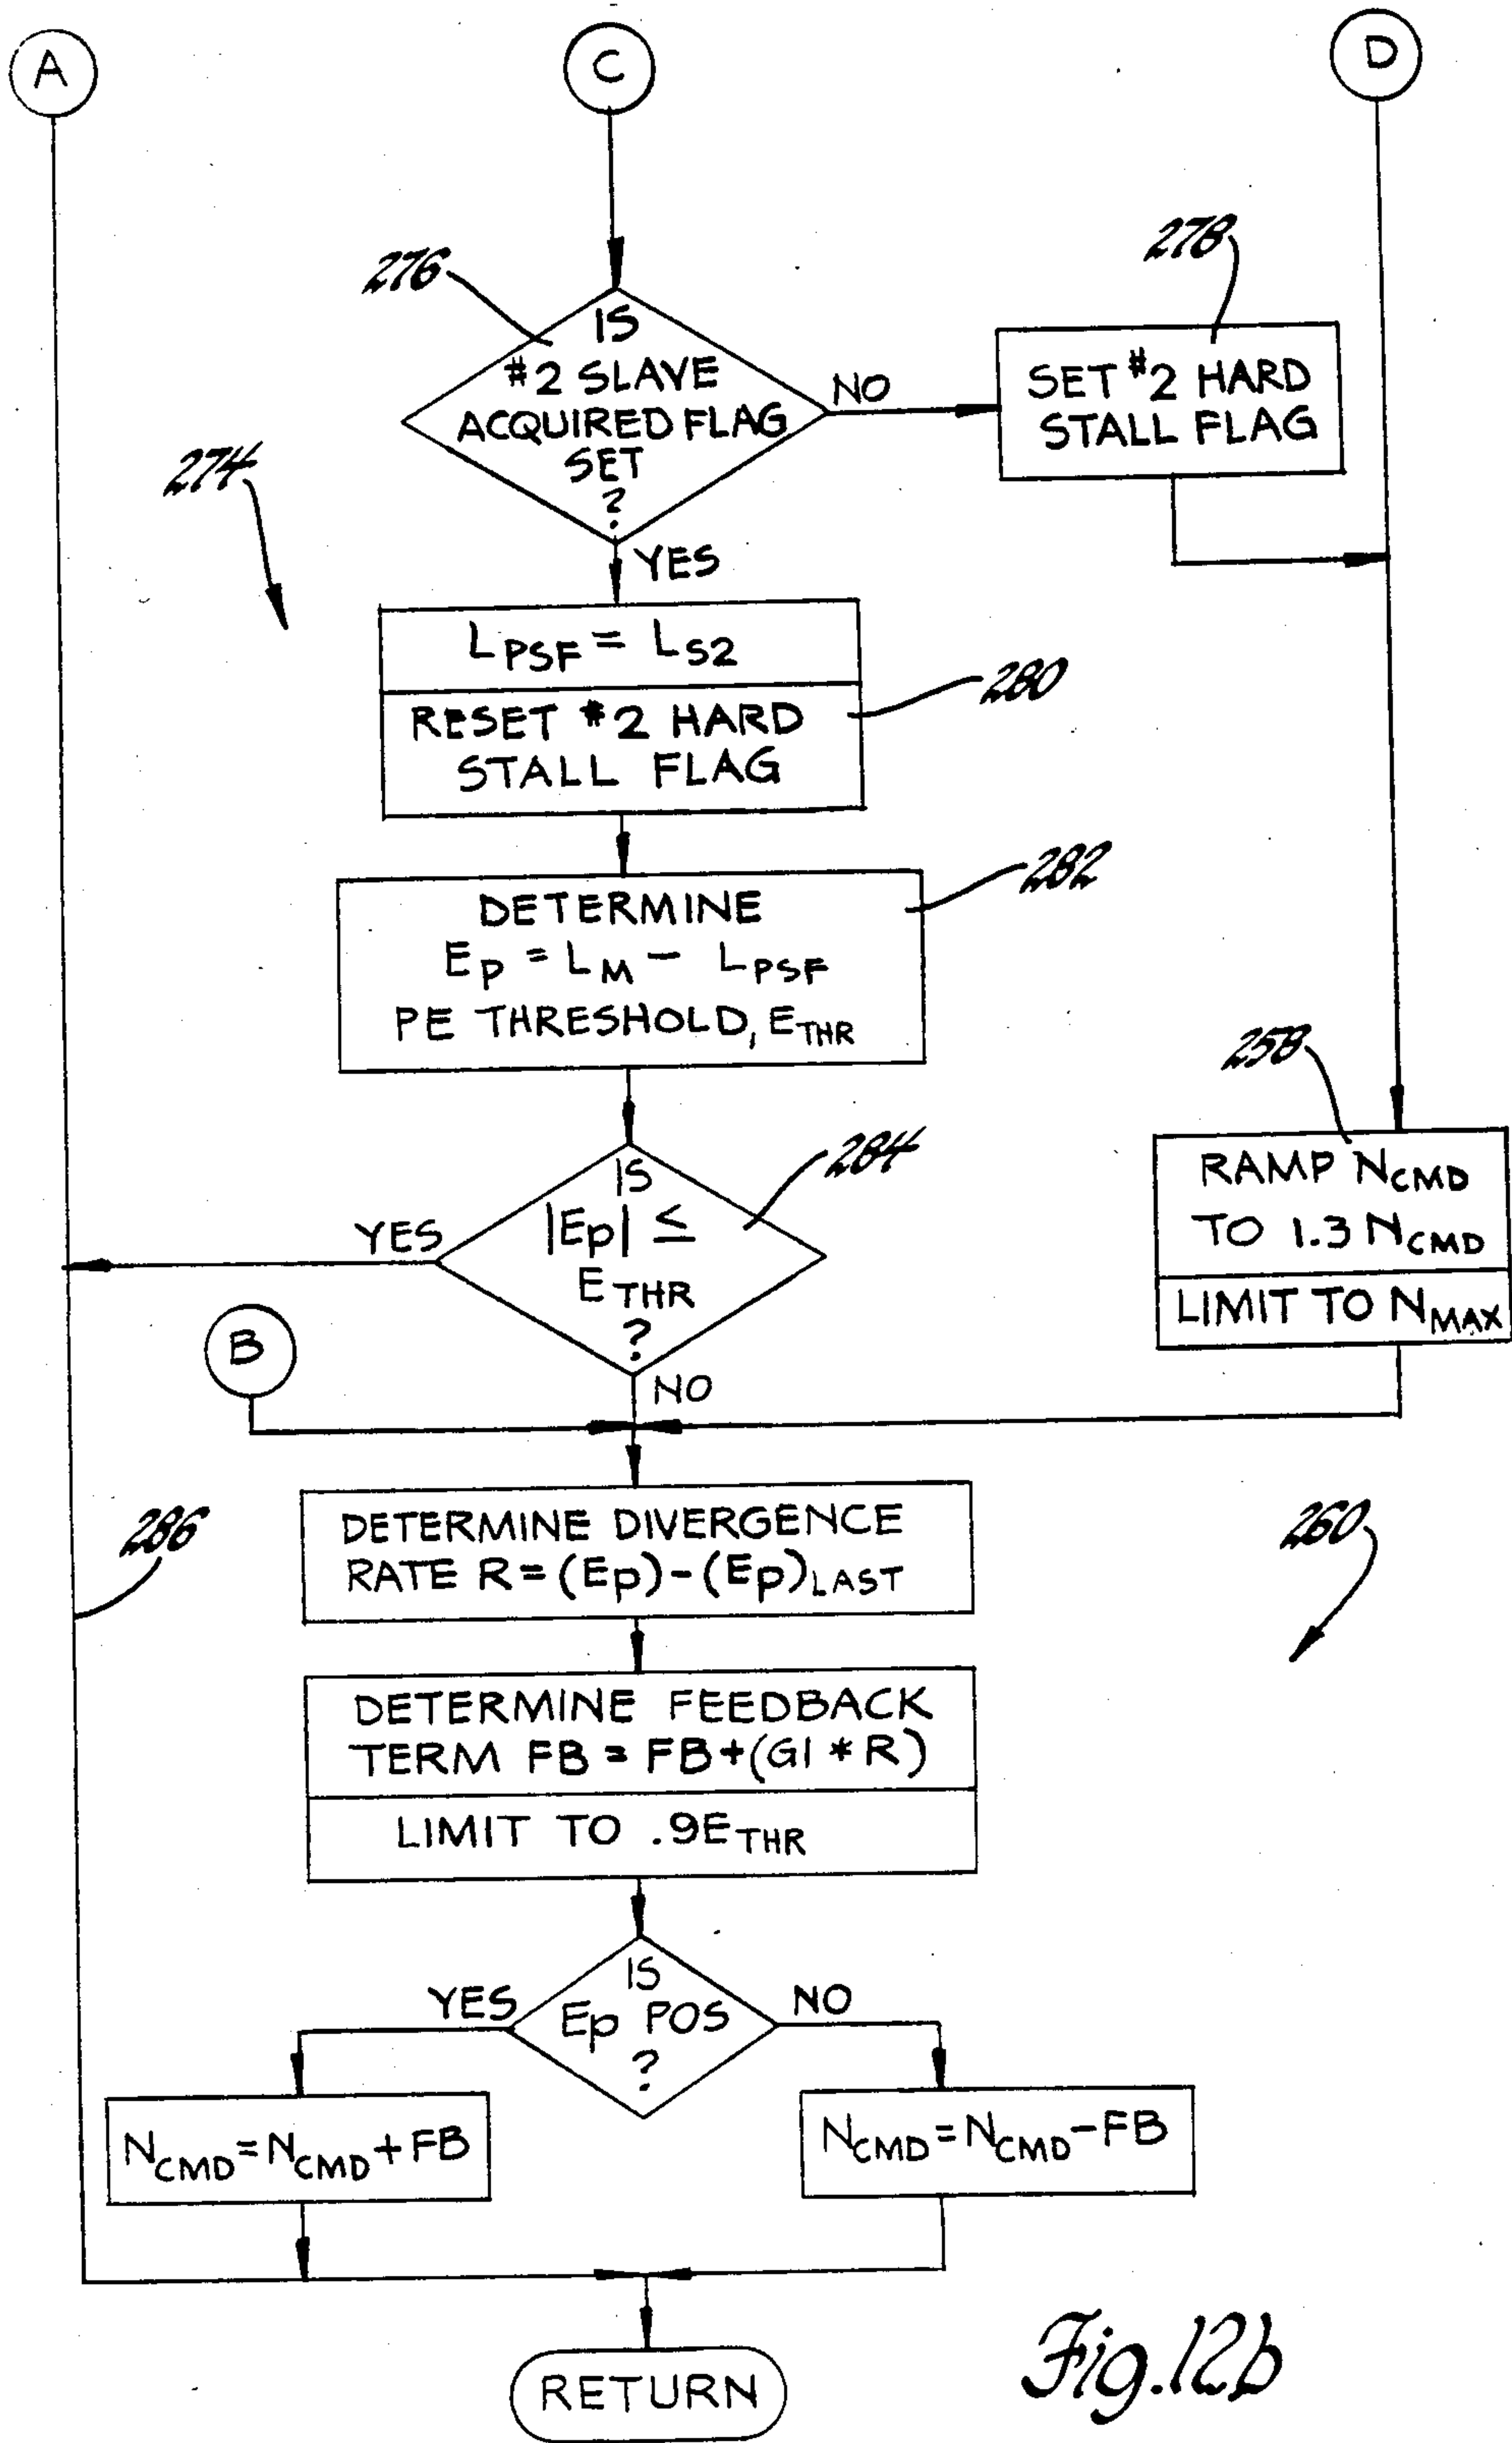 A
C
D
276
278
IS
#2 SLAVE
ACQUIRED FLAG
SET
?
NO
SET #2 HARD
STALL FLAG
274
YES
LPSF = LS2
280
RESET #2 HARD
STALL FLAG
282
DETERMINE
EP = LM - LPSF
PE THRESHOLD, ETHR
258
284
IS
|Ep| ≤
ETHR
?
YES
RAMP NCMD
TO 1.3 NCMD
LIMIT TO NMAX
B
NO
286
260
DETERMINE DIVERGENCE
RATE R = (Ep) - (Ep)LAST
DETERMINE FEEDBACK
TERM FB = FB + (G1 * R)
LIMIT TO .9ETHR
IS
Ep POS
?
YES
NO
NCMD = NCMD + FB
NCMD = NCMD - FB
RETURN
Fig.12b